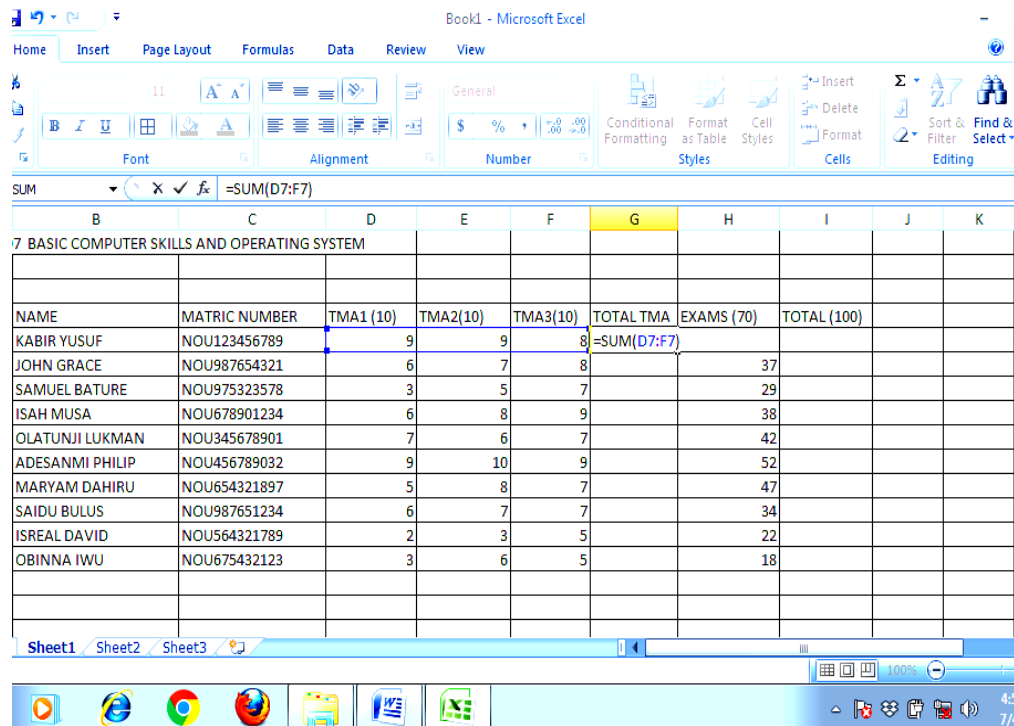 Book1 - Microsoft Excel
Home Insert Page Layout Formulas Data Review View
11 A A General Insert Σ
Delete
B I U A $ % , .0 .00 .00 .0 Conditional Formatting Format as Table Cell Styles Format Sort & Filter Find & Select
Font Alignment Number Styles Cells Editing
SUM fx =SUM(D7:F7)
B C D E F G H I J K
7 BASIC COMPUTER SKILLS AND OPERATING SYSTEM
NAME MATRIC NUMBER TMA1 (10) TMA2(10) TMA3(10) TOTAL TMA EXAMS (70) TOTAL (100)
KABIR YUSUF NOU123456789 9 9 8 =SUM(D7:F7)
JOHN GRACE NOU987654321 6 7 8 37
SAMUEL BATURE NOU975323578 3 5 7 29
ISAH MUSA NOU678901234 6 8 9 38
OLATUNJI LUKMAN NOU345678901 7 6 7 42
ADESANMI PHILIP NOU456789032 9 10 9 52
MARYAM DAHIRU NOU654321897 5 8 7 47
SAIDU BULUS NOU987651234 6 7 7 34
ISREAL DAVID NOU564321789 2 3 5 22
OBINNA IWU NOU675432123 3 6 5 18
Sheet1 Sheet2 Sheet3
100%